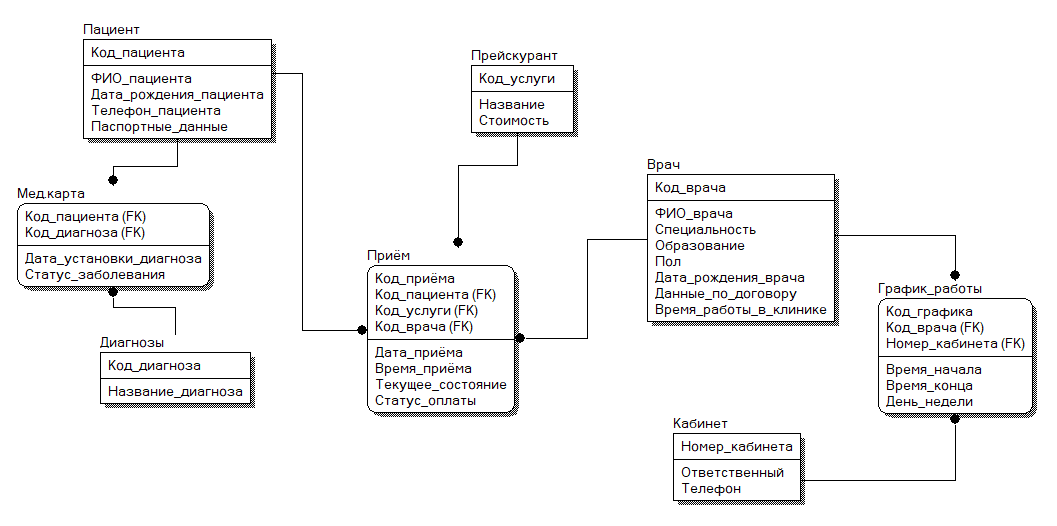 Пациент
Код_пациента
ФИО_пациента
Дата_рождения_пациента
Телефон_пациента
Паспортные_данные
Прейскурант
Код_услуги
Название
Стоимость
Мед.карта
Код_пациента (FK)
Код_диагноза (FK)
Дата_установки_диагноза
Статус_заболевания
Диагнозы
Код_диагноза
Название_диагноза
Приём
Код_приёма
Код_пациента (FK)
Код_услуги (FK)
Код_врача (FK)
Дата_приёма
Время_приёма
Текущее_состояние
Статус_оплаты
Врач
Код_врача
ФИО_врача
Специальность
Образование
Пол
Дата_рождения_врача
Данные_по_договору
Время_работы_в_клинике
График_работы
Код_графика
Код_врача (FK)
Номер_кабинета (FK)
Время_начала
Время_конца
День_недели
Кабинет
Номер_кабинета
Ответственный
Телефон